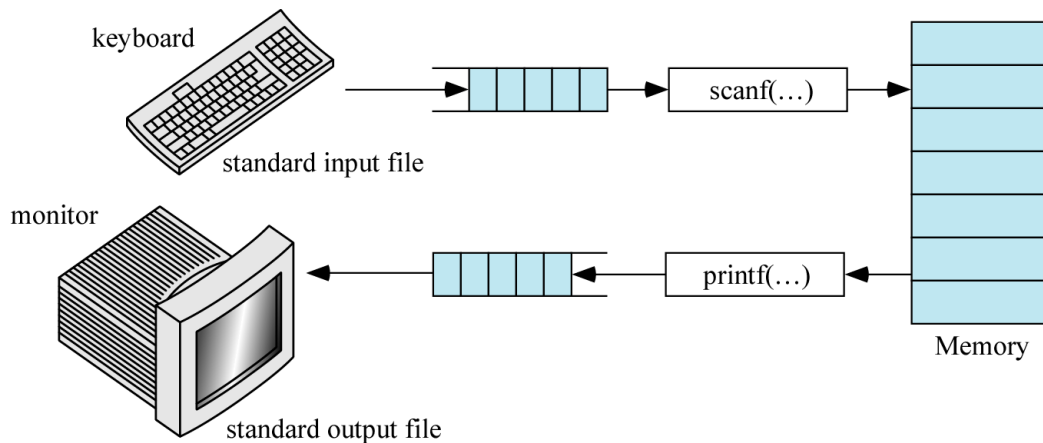 keyboard
scanf(…)
standard input file
monitor
printf(…)
Memory
standard output file